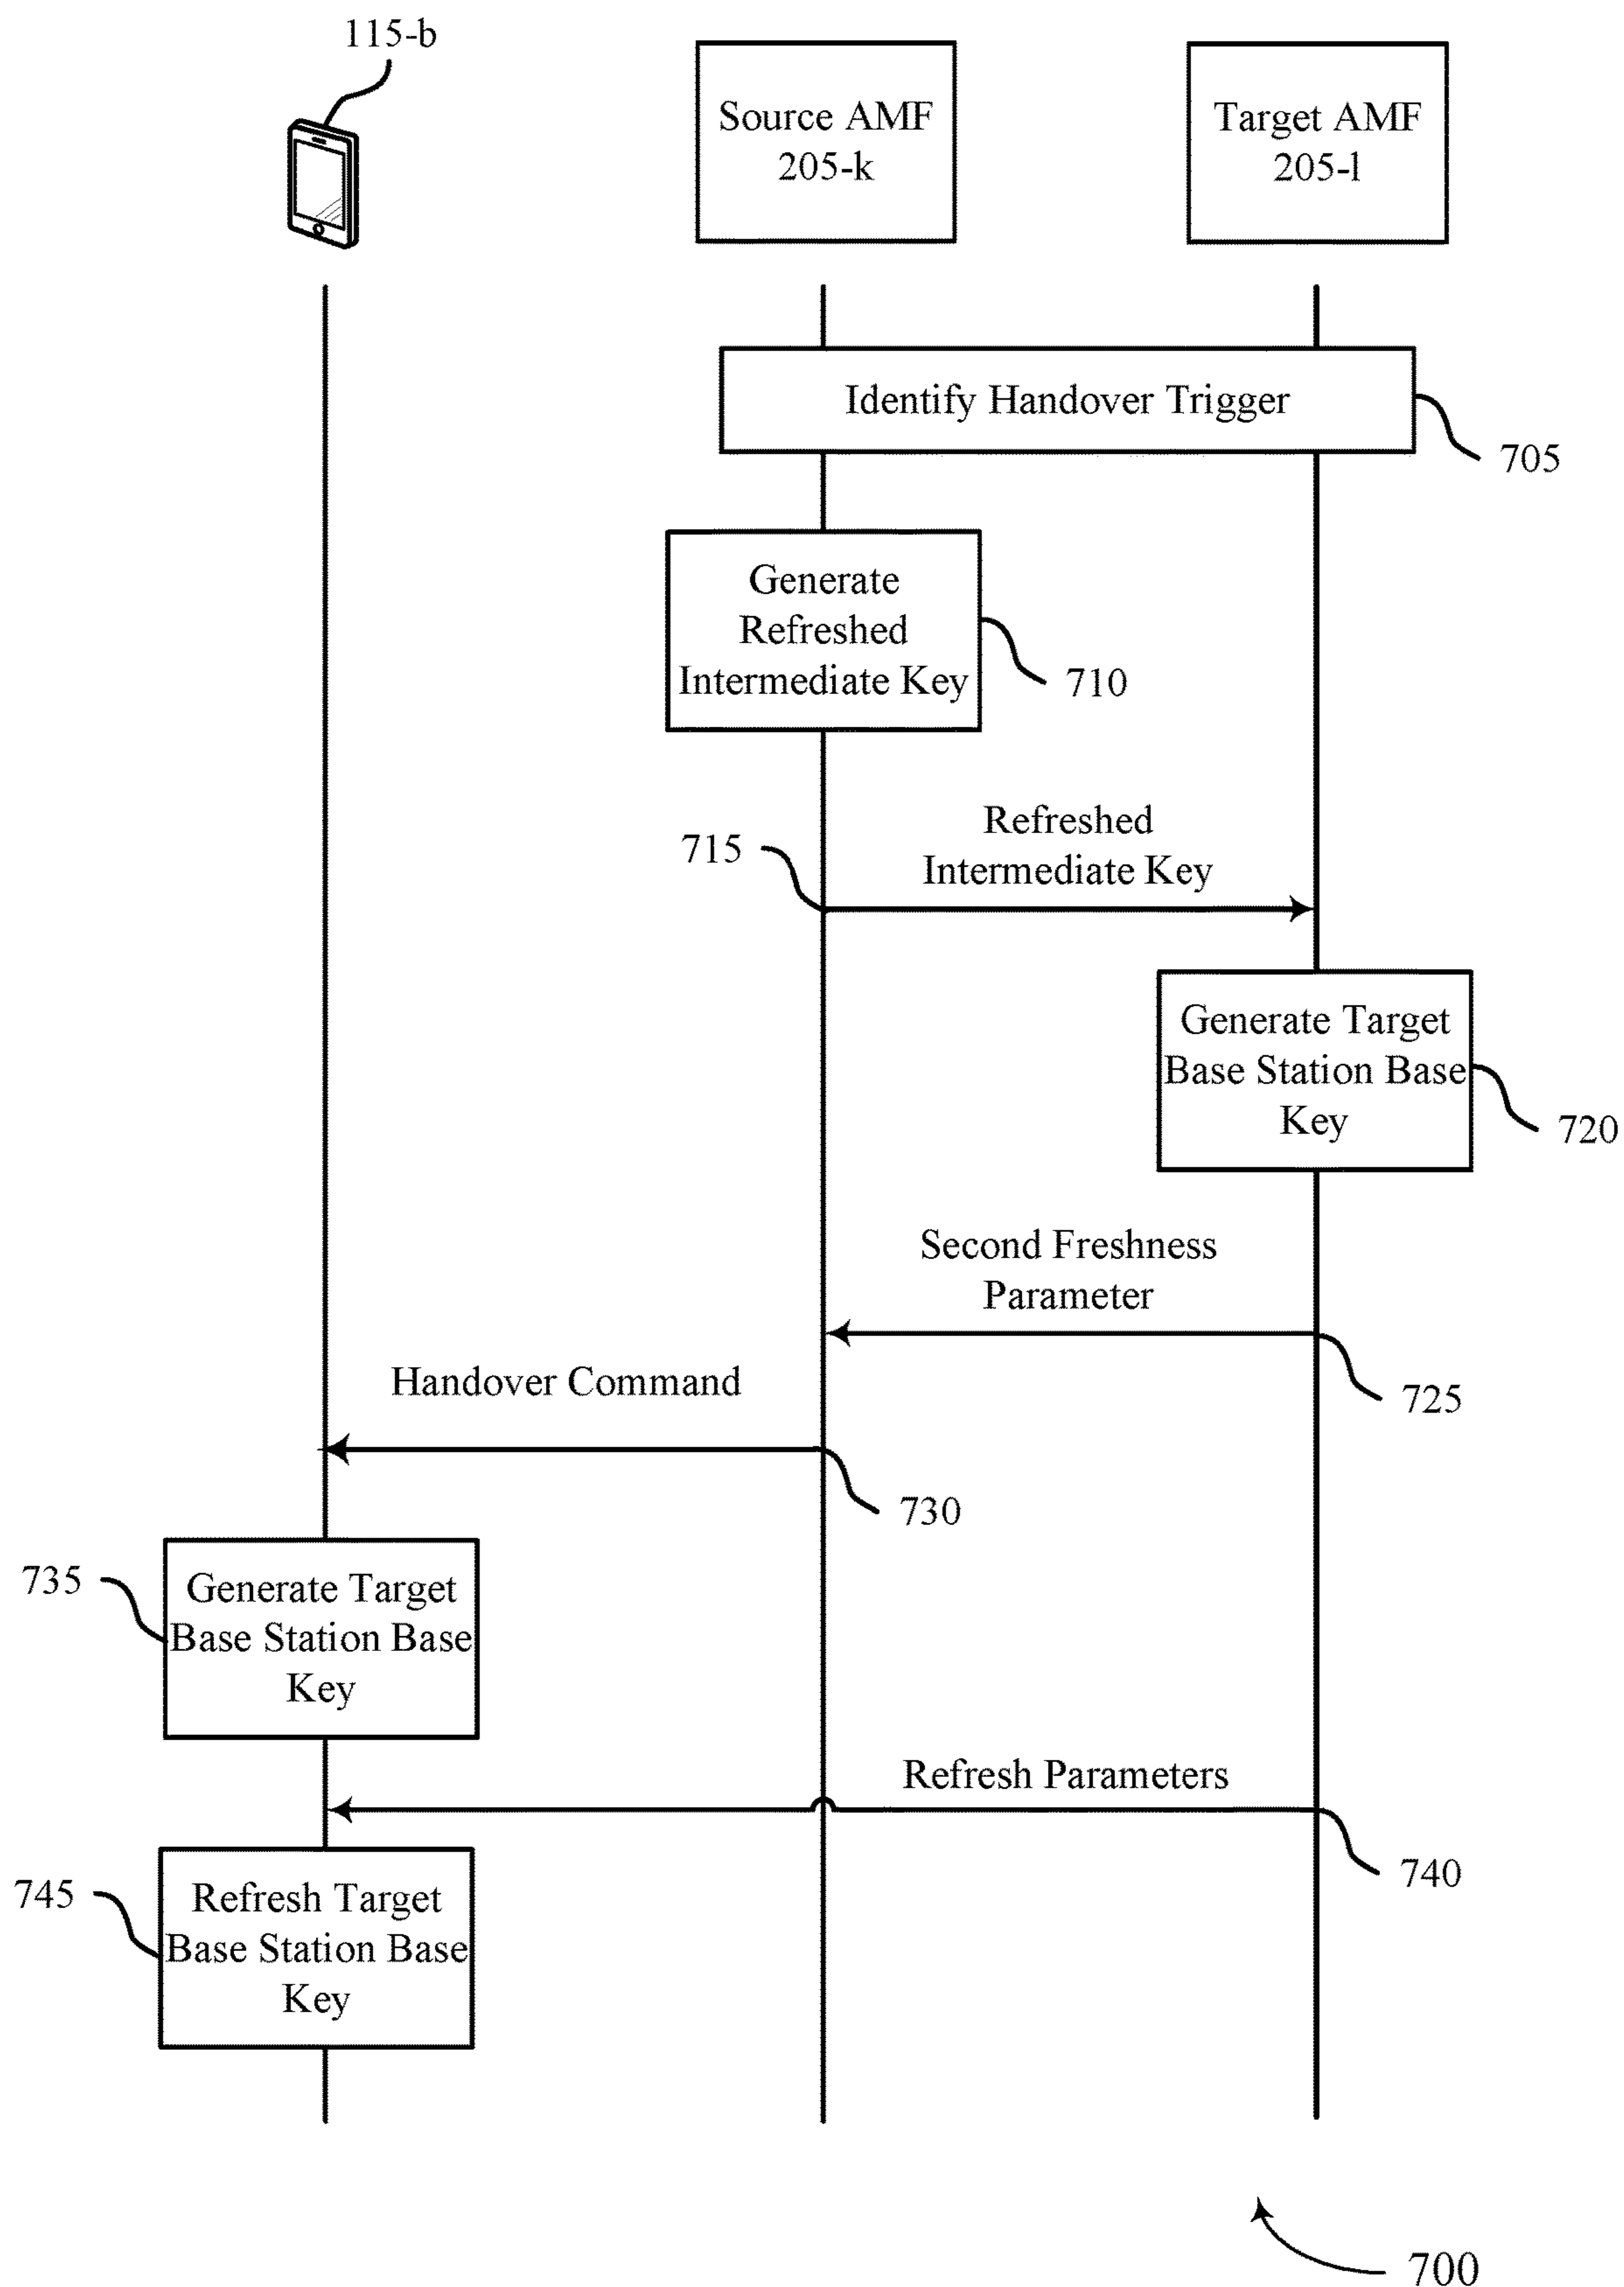 115-b
Source AMF
205-k
Target AMF
205-l
Identify Handover Trigger
705
Generate
Refreshed
Intermediate Key
710
Refreshed
Intermediate Key
715
Generate Target
Base Station Base
Key
720
Second Freshness
Parameter
725
Handover Command
730
735
Generate Target
Base Station Base
Key
Refresh Parameters
740
745
Refresh Target
Base Station Base
Key
700